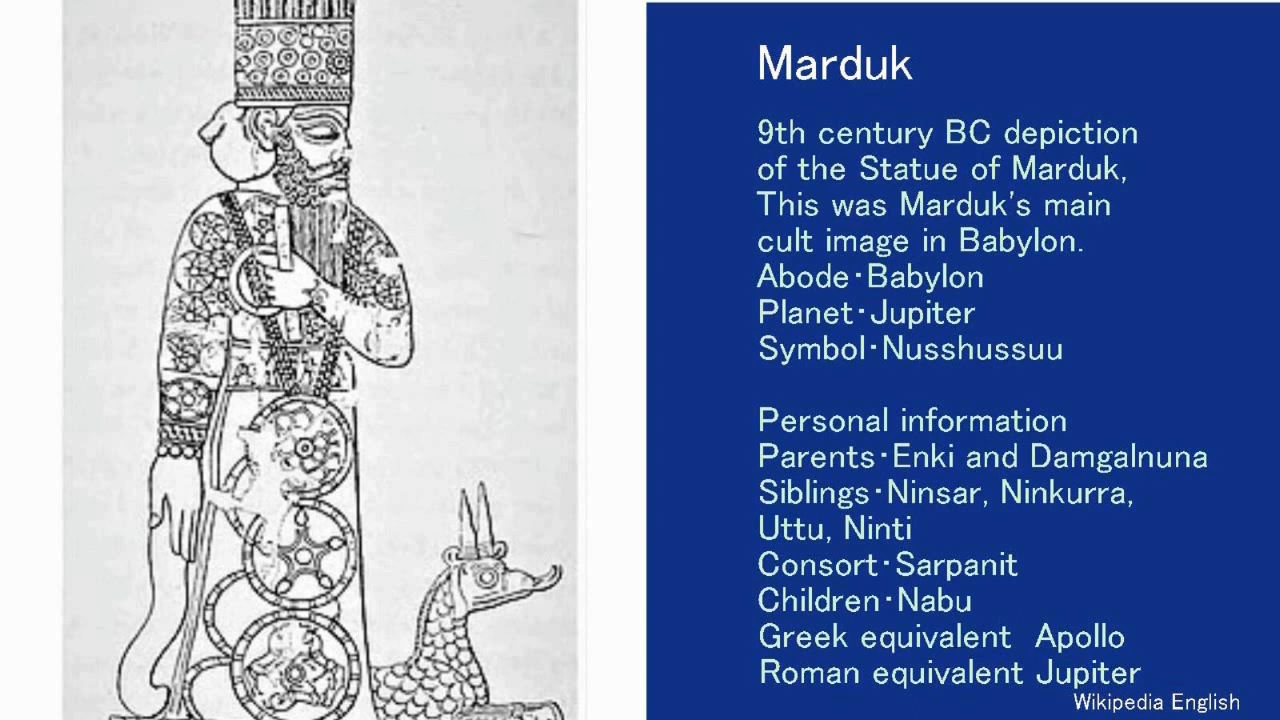 Marduk
9th century BC depiction
of the Statue of Marduk,
This was Marduk's main
cult image in Babylon.
Abode･Babylon
Planet･Jupiter
Symbol･Nusshussuu
Personal information
Parents･Enki and Damgalnuna
Siblings･Ninsar, Ninkurra,
Uttu, Ninti
Consort･Sarpanit
Children･Nabu
Greek equivalent  Apollo
Roman equivalent Jupiter
Wikipedia English